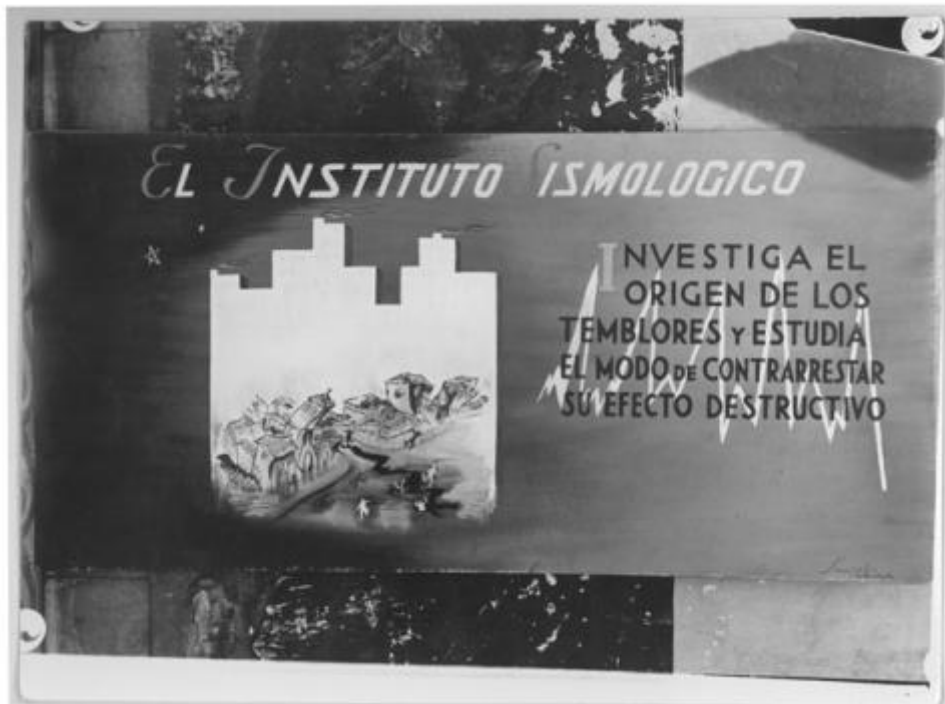 EL INSTITUTO SISMOLOGICO
INVESTIGA EL
ORIGEN DE LOS
TEMBLORES Y ESTUDIA
EL MODO DE CONTRARRESTAR
SU EFECTO DESTRUCTIVO